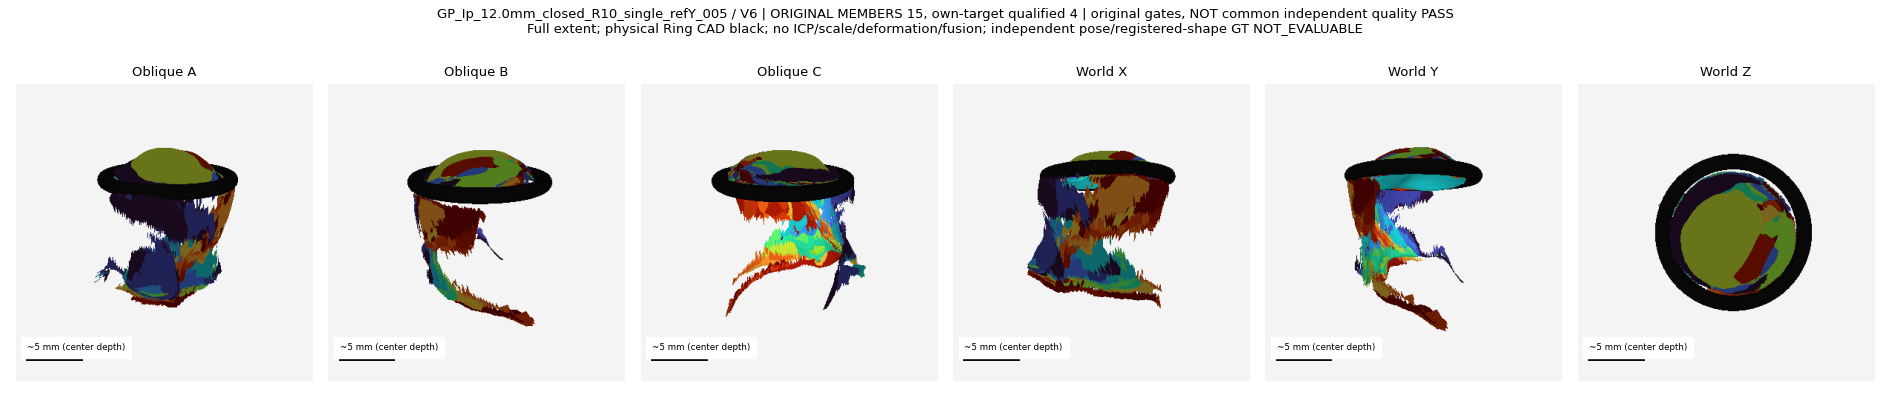 GP_Ip_12.0mm_closed_R10_single_refY_005 / V6 | ORIGINAL MEMBERS 15, own-target qualified 4 | original gates, NOT common independent quality PASS
Full extent; physical Ring CAD black; no ICP/scale/deformation/fusion; independent pose/registered-shape GT NOT_EVALUABLE
Oblique A
Oblique B
Oblique C
World X
World Y
World Z
~5 mm (center depth)
~5 mm (center depth)
~5 mm (center depth)
~5 mm (center depth)
~5 mm (center depth)
~5 mm (center depth)